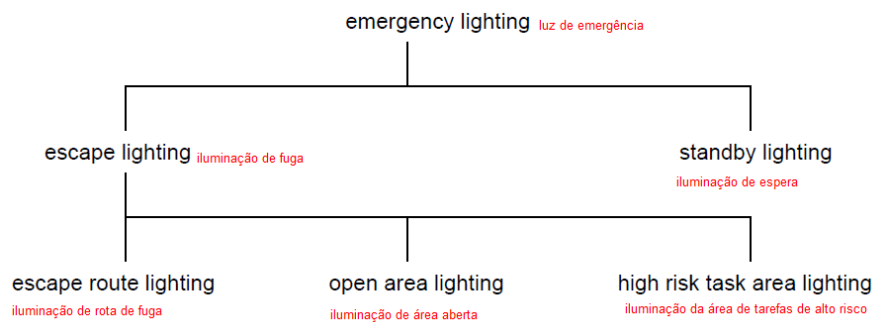 emergency lighting luz de emergência
escape lighting iluminação de fuga
standby lighting
iluminação de espera
escape route lighting
iluminação de rota de fuga
open area lighting
iluminação de área aberta
high risk task area lighting
iluminação da área de tarefas de alto risco